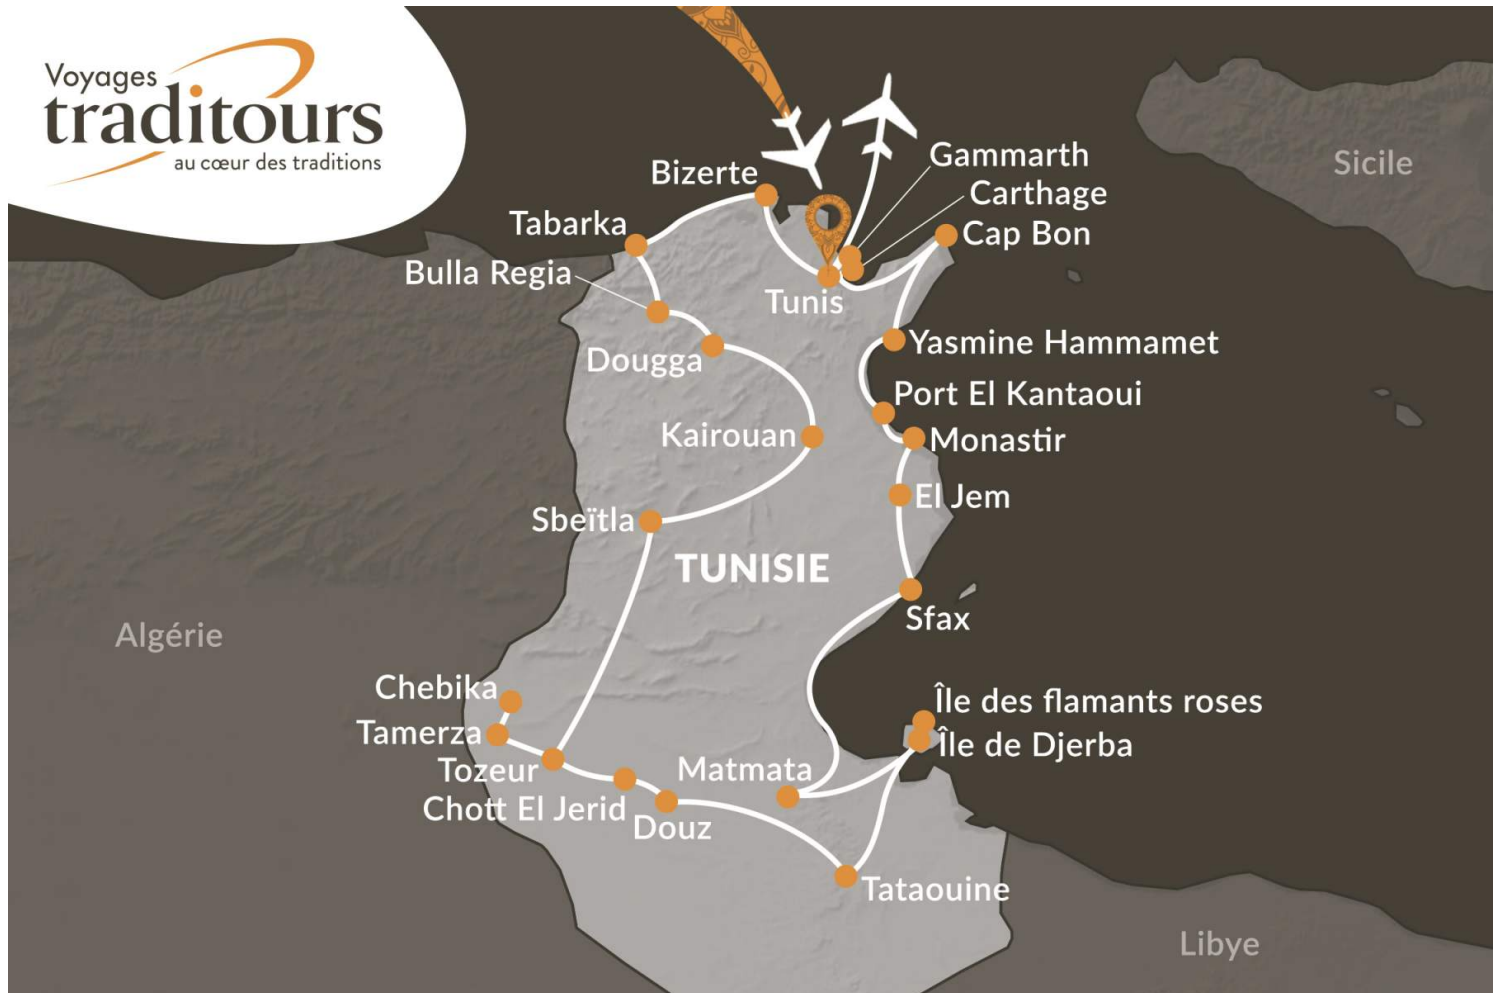 Voyages
traditours
au cœur des traditions
Gammarth
Sicile
Bizerte
Carthage
Tabarka
Cap Bon
Bulla Regia
Tunis
Yasmine Hammamet
Dougga
Port El Kantaoui
Kairouan
Monastir
El Jem
Sbeïtla
TUNISIE
Sfax
Algérie
Chebika
Île des flamants roses
Tamerza
Île de Djerba
Tozeur
Matmata
Chott El Jerid
Douz
Tataouine
Libye